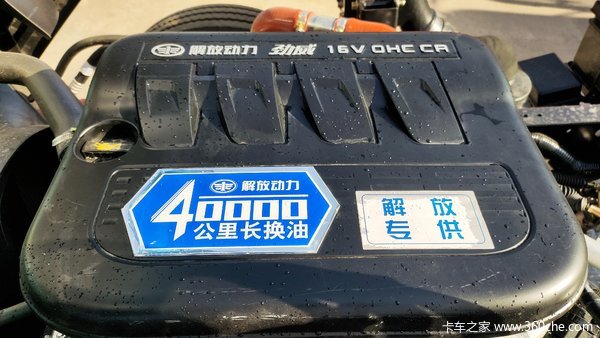 解放动力 劲威 16V OHC CR
解放动力
40000
公里长换油
解放
专供
卡车之家 www.360che.com